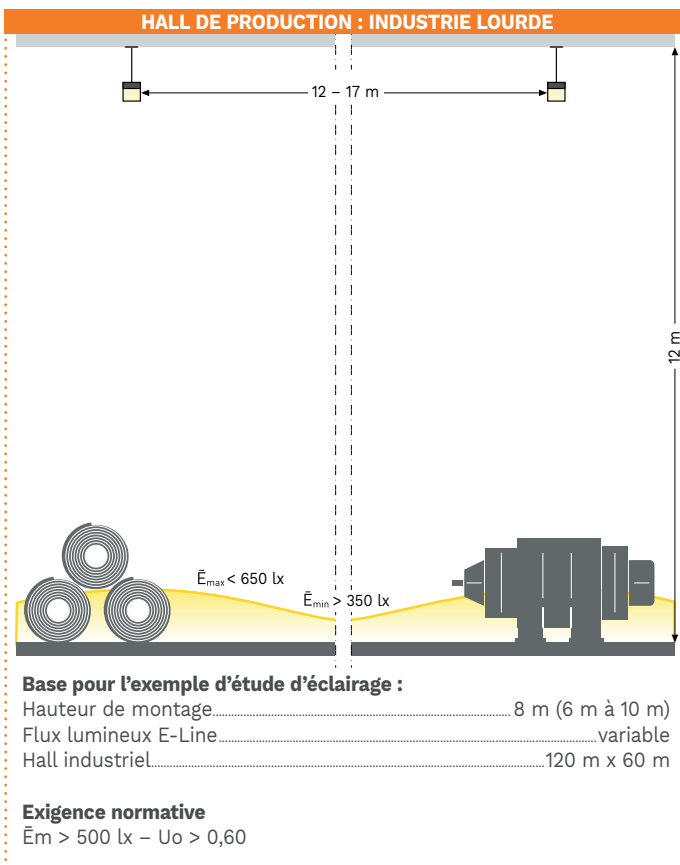 HALL DE PRODUCTION : INDUSTRIE LOURDE
12 – 17 m
12 m
Ēmax < 650 lx
Ēmin > 350 lx
Base pour l’exemple d’étude d’éclairage :
Hauteur de montage 8 m (6 m à 10 m)
Flux lumineux E-Line variable
Hall industriel 120 m x 60 m
Exigence normative
Ēm > 500 lx – Uo > 0,60